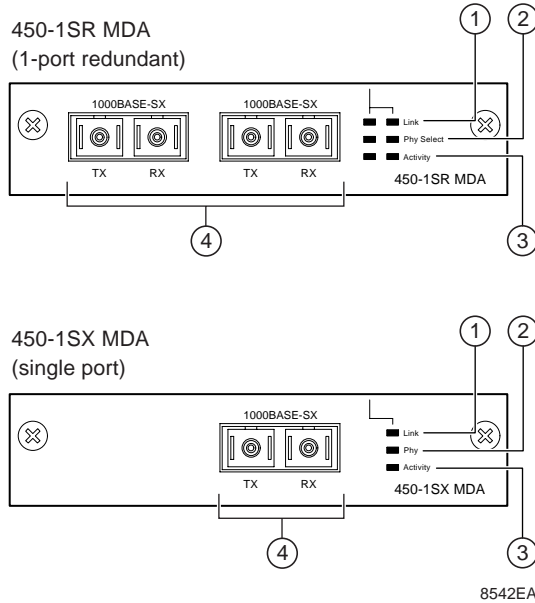 450-1SR MDA
(1-port redundant)
1
2
1000BASE-SX
1000BASE-SX
Link
Phy Select
Activity
TX
RX
TX
RX
450-1SR MDA
4
3
450-1SX MDA
(single port)
1
2
1000BASE-SX
Link
Phy
Activity
TX
RX
450-1SX MDA
4
3
8542EA